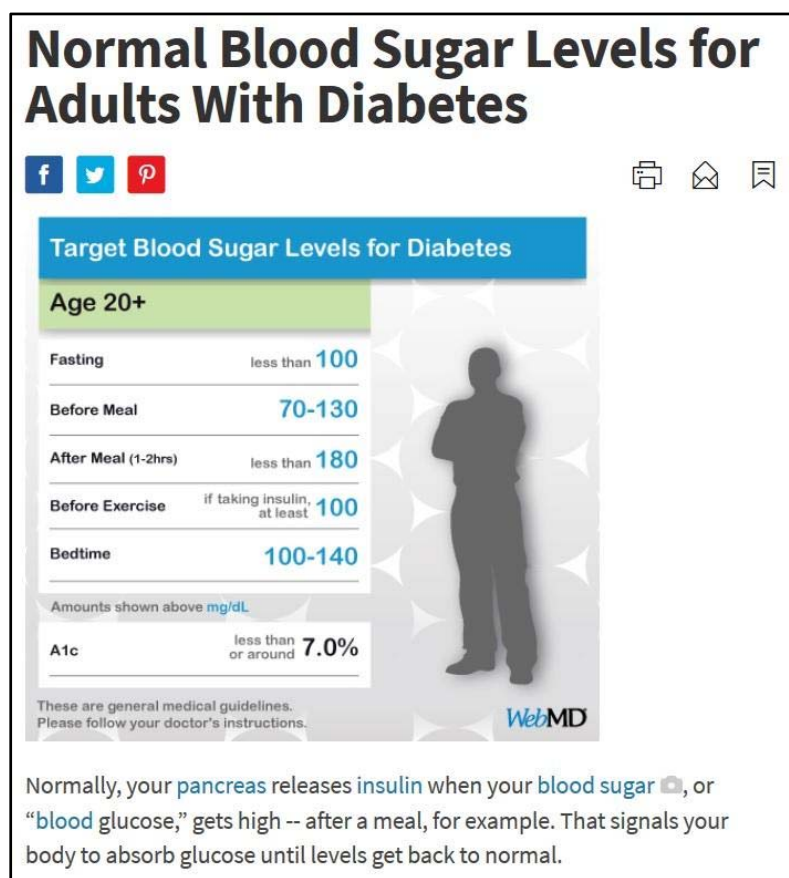 Normal Blood Sugar Levels for
Adults With Diabetes
f
Target Blood Sugar Levels for Diabetes
Age 20+
Fasting less than 100
Before Meal 70-130
After Meal (1-2hrs) less than 180
Before Exercise if taking insulin, at least 100
Bedtime 100-140
Amounts shown above mg/dL
A1c less than or around 7.0%
These are general medical guidelines.
Please follow your doctor's instructions.
WebMD
Normally, your pancreas releases insulin when your blood sugar , or
“blood glucose,” gets high -- after a meal, for example. That signals your
body to absorb glucose until levels get back to normal.